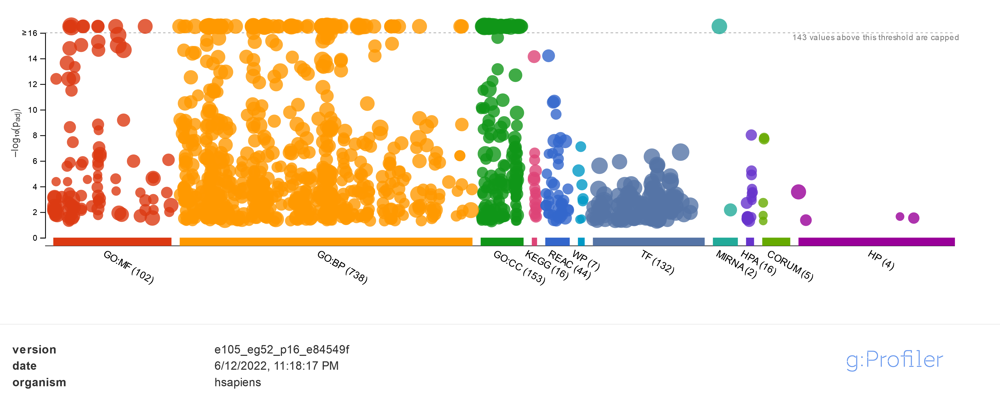 ≥ 16
143 values above this threshold are capped
14
12
10
8
6
4
2
0
−log₁₀(p_adj)
GO:MF (102)
GO:BP (738)
GO:CC (153)
KEGG (16)
REAC (44)
WP (7)
TF (132)
MIRNA (2)
HPA (16)
CORUM (5)
HP (4)
version e105_eg52_p16_e84549f
date 6/12/2022, 11:18:17 PM
organism hsapiens
g:Profiler